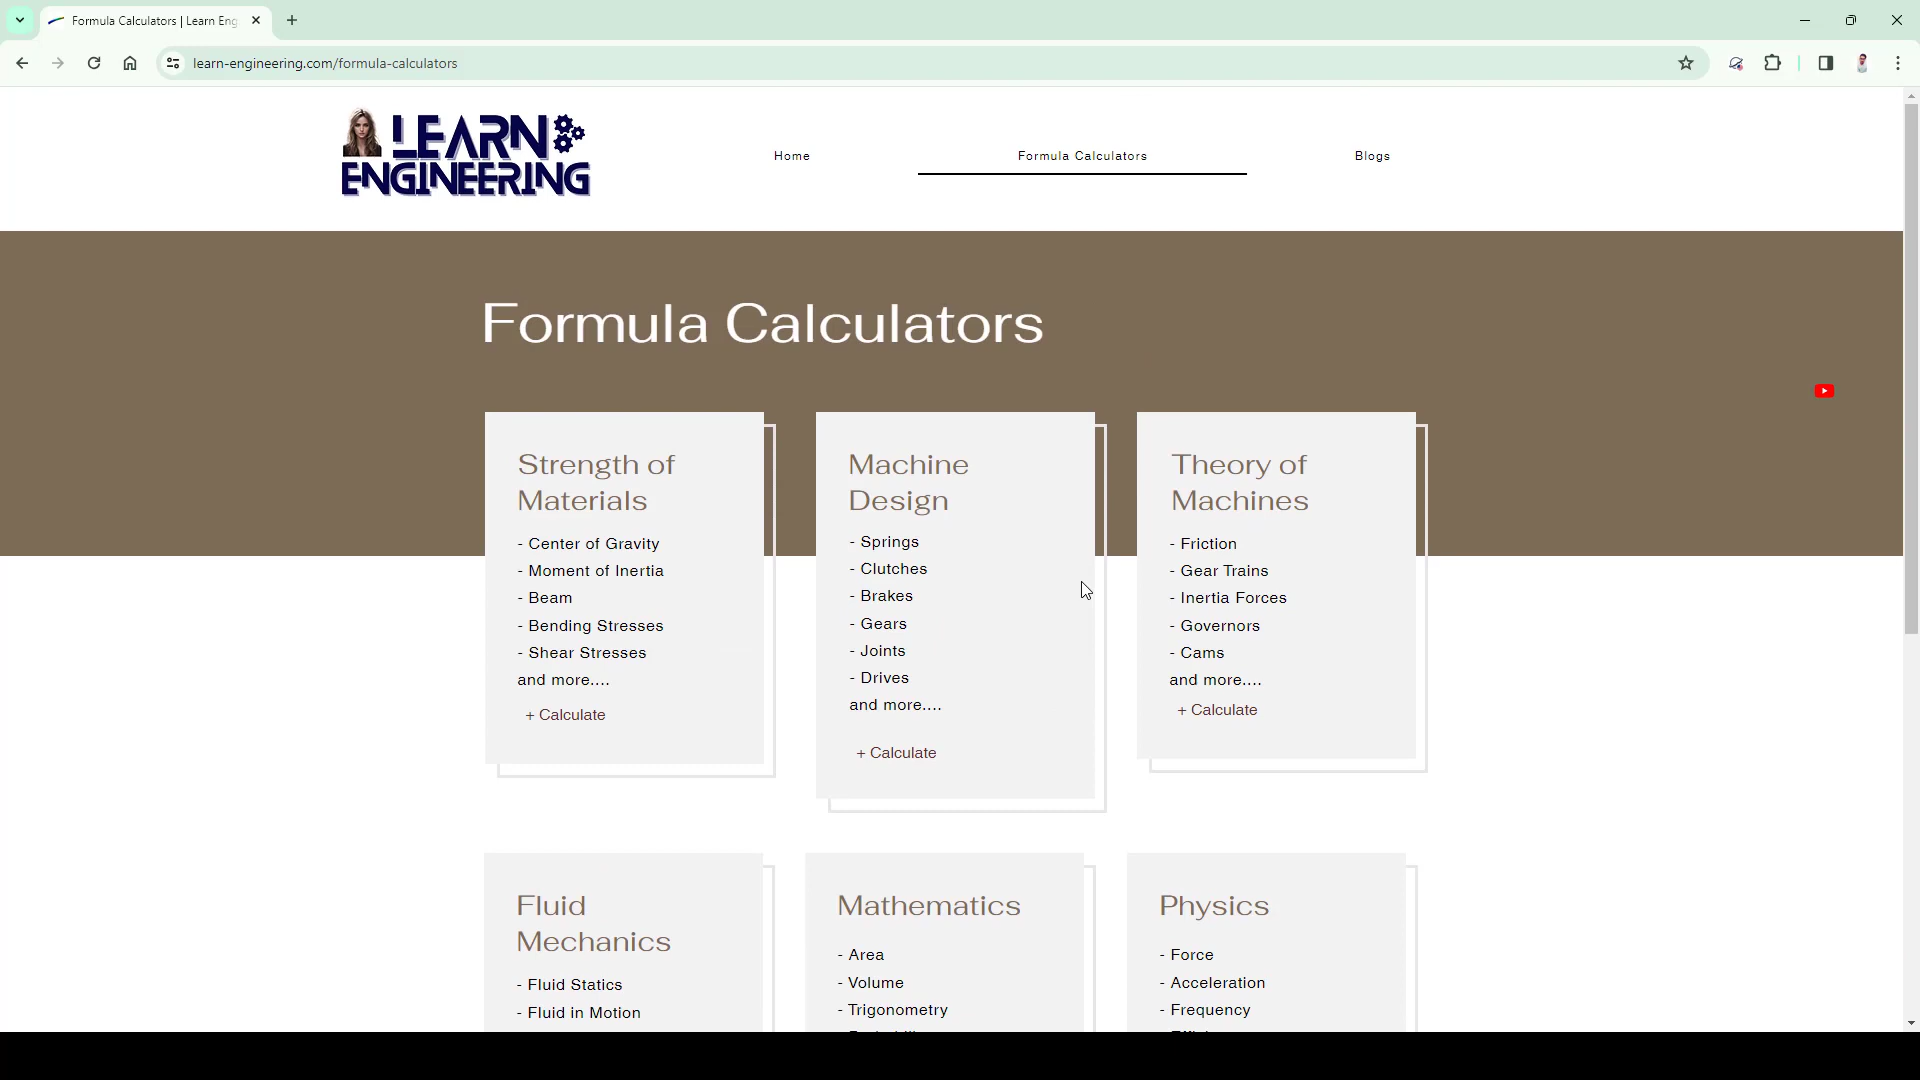 Formula Calculators | Learn Eng
learn-engineering.com/formula-calculators
LEARN
ENGINEERING
Home
Formula Calculators
Blogs
Formula Calculators
Strength of
Materials
- Center of Gravity
- Moment of Inertia
- Beam
- Bending Stresses
- Shear Stresses
and more....
+ Calculate
Machine
Design
- Springs
- Clutches
- Brakes
- Gears
- Joints
- Drives
and more....
+ Calculate
Theory of
Machines
- Friction
- Gear Trains
- Inertia Forces
- Governors
- Cams
and more....
+ Calculate
Fluid
Mechanics
- Fluid Statics
- Fluid in Motion
Mathematics
- Area
- Volume
- Trigonometry
Physics
- Force
- Acceleration
- Frequency